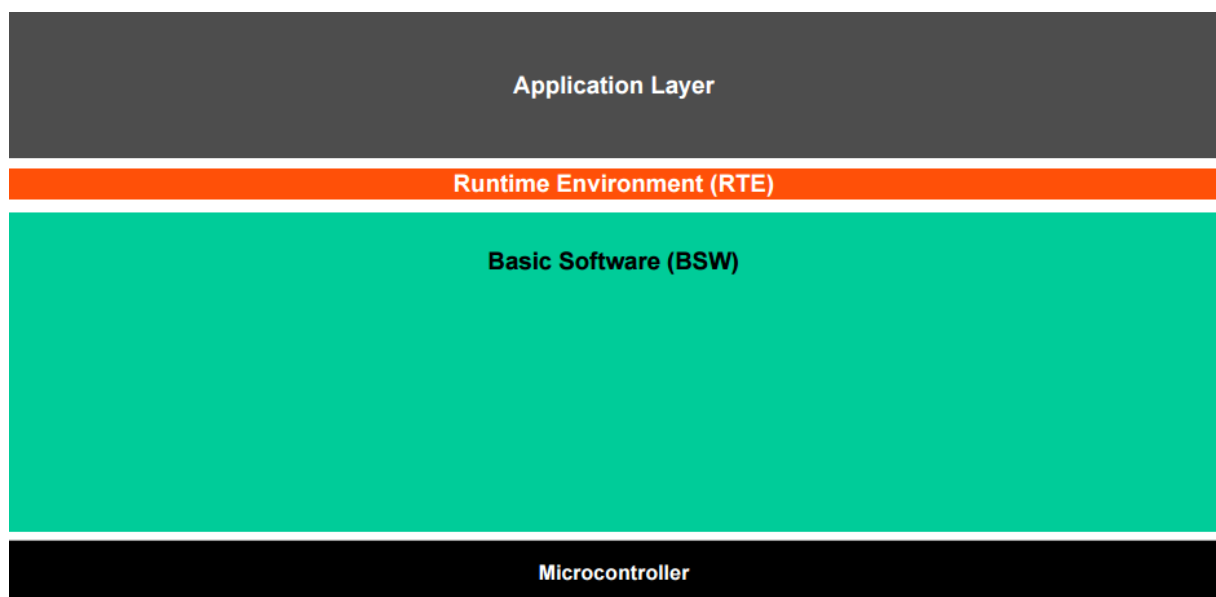 Application Layer
Runtime Environment (RTE)
Basic Software (BSW)
Microcontroller